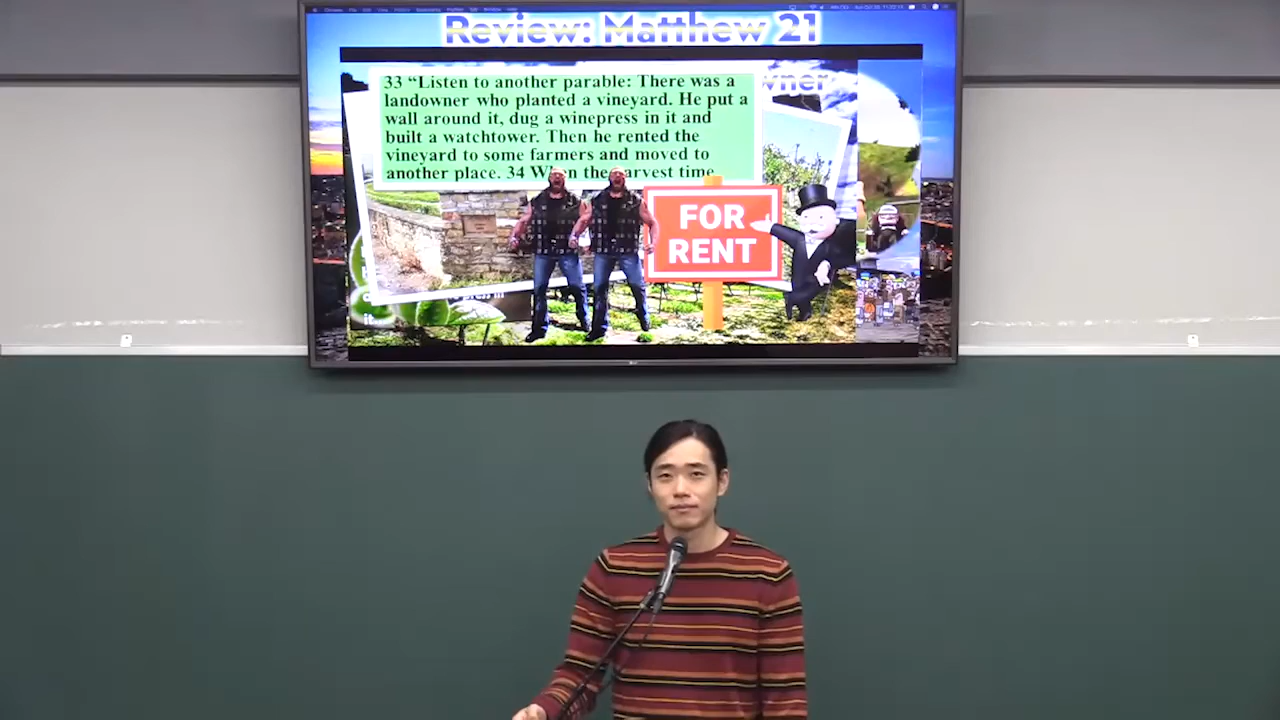 Review: Matthew 21
33 “Listen to another parable: There was a
landowner who planted a vineyard. He put a
wall around it, dug a winepress in it and
built a watchtower. Then he rented the
vineyard to some farmers and moved to
another place. 34 When the harvest time
FOR
RENT